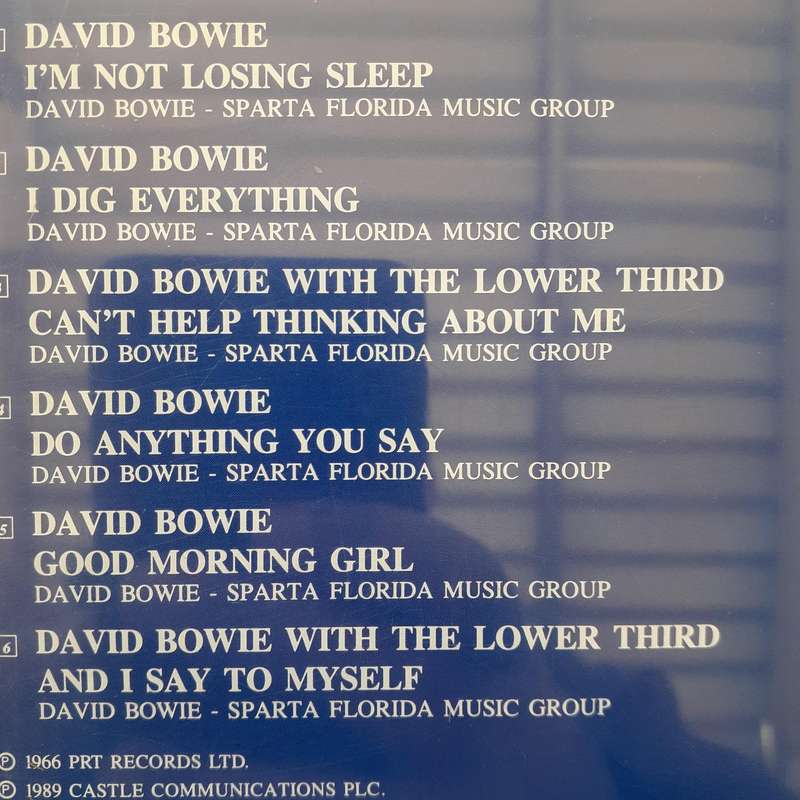 DAVID BOWIE
I'M NOT LOSING SLEEP
DAVID BOWIE - SPARTA FLORIDA MUSIC GROUP
DAVID BOWIE
I DIG EVERYTHING
DAVID BOWIE - SPARTA FLORIDA MUSIC GROUP
3 DAVID BOWIE WITH THE LOWER THIRD
CAN'T HELP THINKING ABOUT ME
DAVID BOWIE - SPARTA FLORIDA MUSIC GROUP
4 DAVID BOWIE
DO ANYTHING YOU SAY
DAVID BOWIE - SPARTA FLORIDA MUSIC GROUP
5 DAVID BOWIE
GOOD MORNING GIRL
DAVID BOWIE - SPARTA FLORIDA MUSIC GROUP
6 DAVID BOWIE WITH THE LOWER THIRD
AND I SAY TO MYSELF
DAVID BOWIE - SPARTA FLORIDA MUSIC GROUP
℗ 1966 PRT RECORDS LTD.
℗ 1989 CASTLE COMMUNICATIONS PLC.